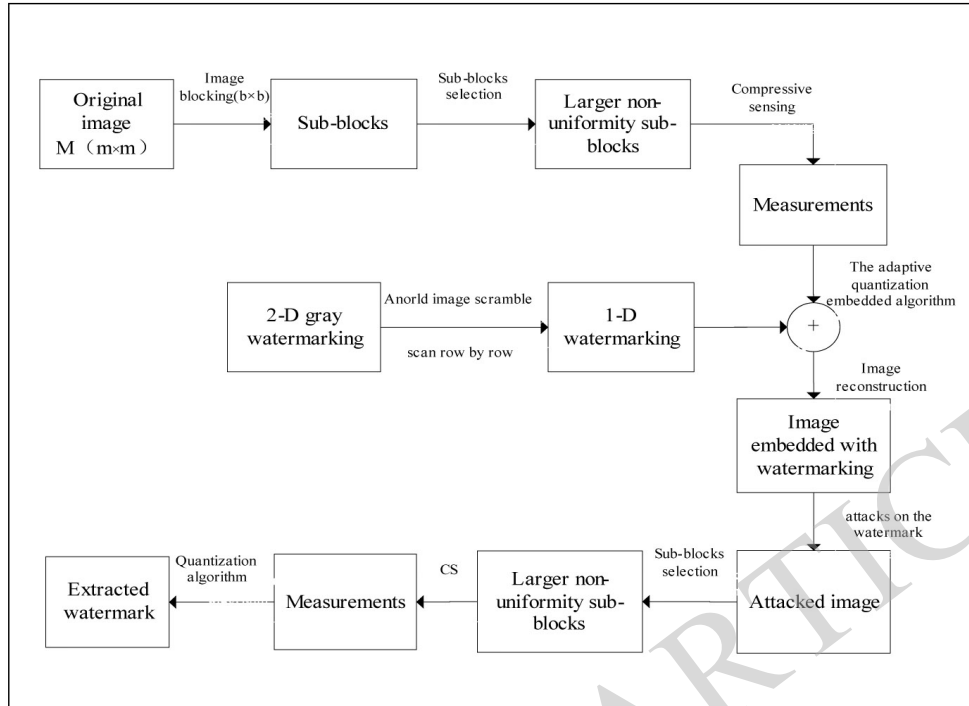 Original
image
M（m×m）
Image
blocking(b×b)
Sub-blocks
Sub-blocks
selection
Larger non-
uniformity sub-
blocks
Compressive
sensing
Measurements
The adaptive
quantization
embedded algorithm
2-D gray
watermarking
Anorld image scramble
scan row by row
1-D
watermarking
+
Image
reconstruction
Image
embedded with
watermarking
attacks on the
watermark
Extracted
watermark
Quantization
algorithm
Measurements
CS
Larger non-
uniformity sub-
blocks
Sub-blocks
selection
Attacked image
ARTIC